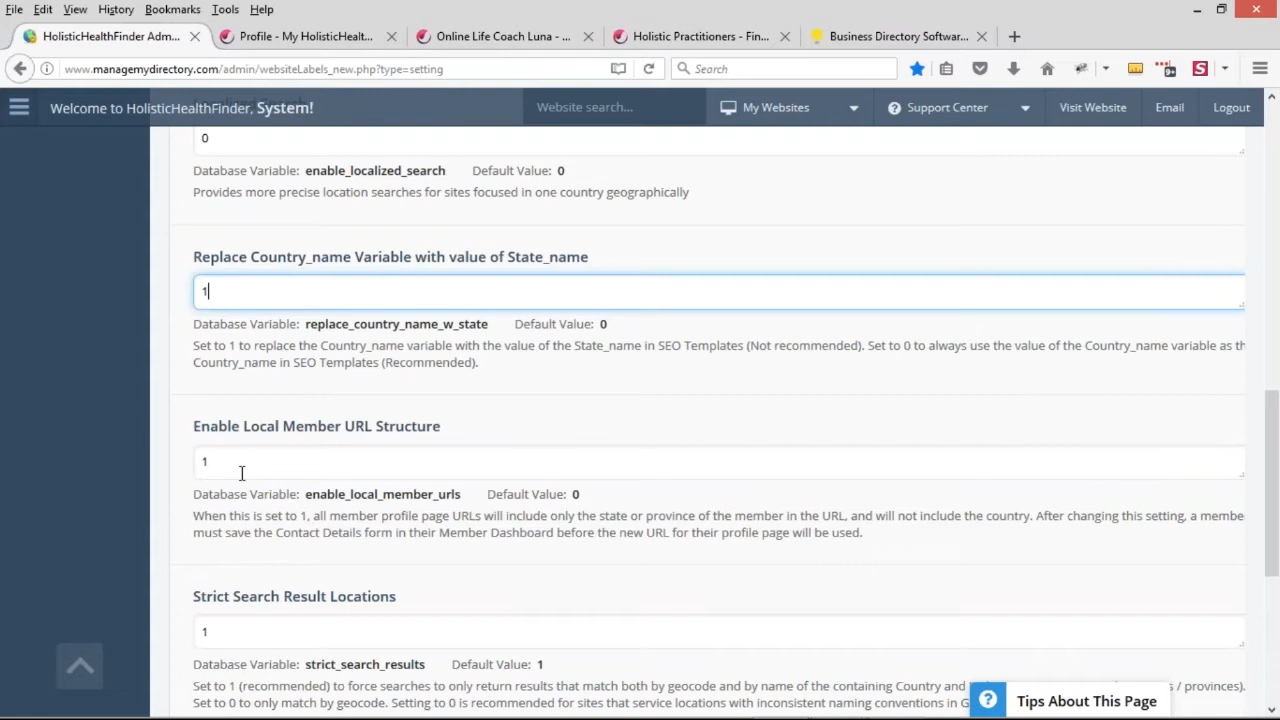 File Edit View History Bookmarks Tools Help
HolisticHealthFinder Adm...
Profile - My HolisticHealt...
Online Life Coach Luna - ...
Holistic Practitioners - Fin...
Business Directory Softwar...
www.managemydirectory.com/admin/websiteLabels_new.php?type=setting
Search
Welcome to HolisticHealthFinder, System!
Website search...
My Websites
Support Center
Visit Website
Email
Logout
0
Database Variable: enable_localized_search Default Value: 0
Provides more precise location searches for sites focused in one country geographically
Replace Country_name Variable with value of State_name
1
Database Variable: replace_country_name_w_state Default Value: 0
Set to 1 to replace the Country_name variable with the value of the State_name in SEO Templates (Not recommended). Set to 0 to always use the value of the Country_name variable as the
Country_name in SEO Templates (Recommended).
Enable Local Member URL Structure
1
Database Variable: enable_local_member_urls Default Value: 0
When this is set to 1, all member profile page URLs will include only the state or province of the member in the URL, and will not include the country. After changing this setting, a member
must save the Contact Details form in their Member Dashboard before the new URL for their profile page will be used.
Strict Search Result Locations
1
Database Variable: strict_search_results Default Value: 1
Set to 1 (recommended) to force searches to only return results that match both by geocode and by name of the containing Country and / provinces).
Set to 0 to only match by geocode. Setting to 0 is recommended for sites that service locations with inconsistent naming conventions in
Tips About This Page